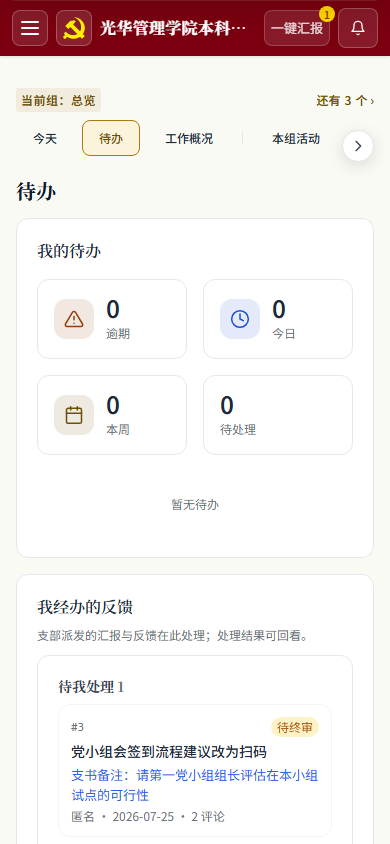 光华管理学院本科…
一键汇报
1
当前组：总览
还有 3 个 ›
今天
待办
工作概况
本组活动
待办
我的待办
0
逾期
0
今日
0
本周
0
待处理
暂无待办
我经办的反馈
支部派发的汇报与反馈在此处理；处理结果可回看。
待我处理 1
#3
待终审
党小组会签到流程建议改为扫码
支书备注：请第一党小组组长评估在本小组
试点的可行性
匿名 • 2026-07-25 • 2 评论